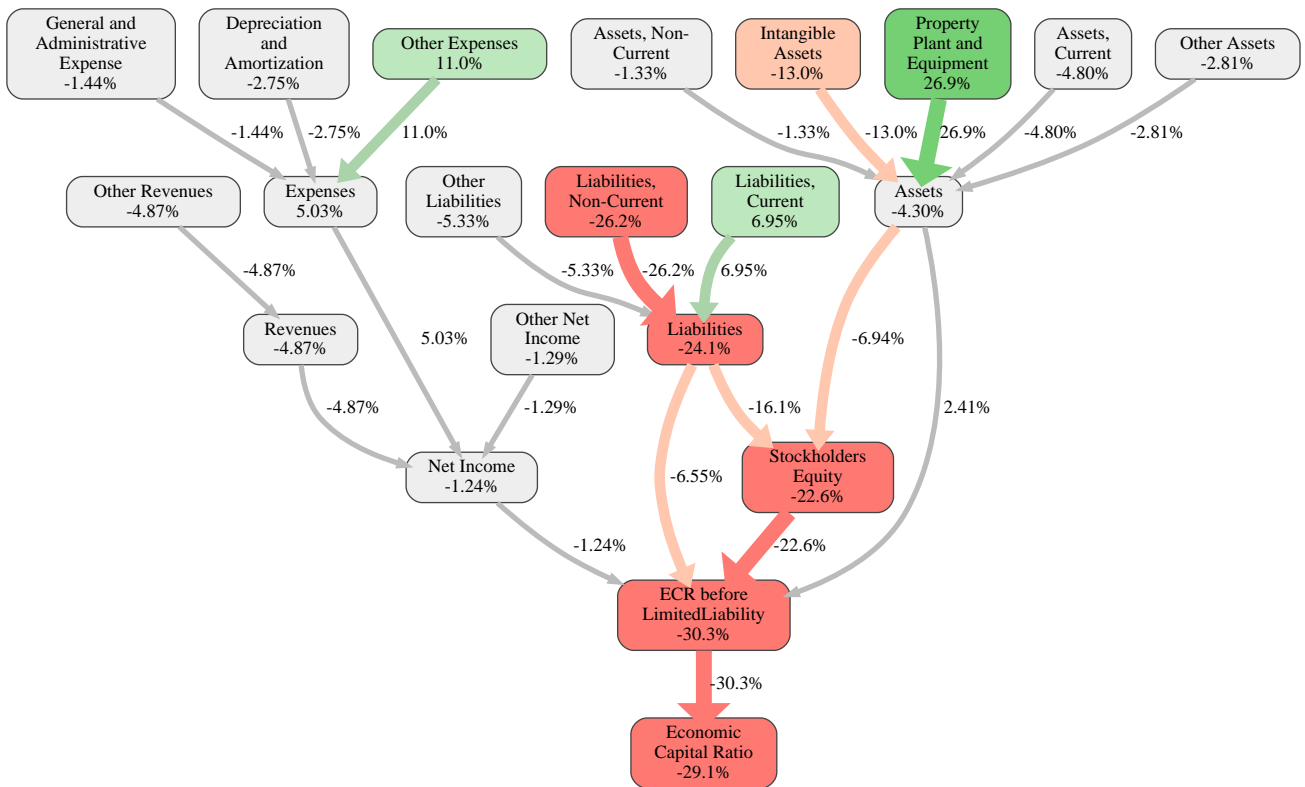 General and
Administrative
Expense
-1.44%
Depreciation
and
Amortization
-2.75%
Other Expenses
11.0%
Assets, Non-
Current
-1.33%
Intangible
Assets
-13.0%
Property
Plant and
Equipment
26.9%
Assets,
Current
-4.80%
Other Assets
-2.81%
-1.44%
-2.75%
11.0%
-1.33%
-13.0%
26.9%
-4.80%
-2.81%
Other Revenues
-4.87%
Expenses
5.03%
Other
Liabilities
-5.33%
Liabilities,
Non-Current
-26.2%
Liabilities,
Current
6.95%
Assets
-4.30%
-4.87%
-5.33%
-26.2%
6.95%
Revenues
-4.87%
5.03%
Other Net
Income
-1.29%
Liabilities
-24.1%
-6.94%
-4.87%
-1.29%
-16.1%
2.41%
Net Income
-1.24%
-6.55%
Stockholders
Equity
-22.6%
-1.24%
-22.6%
ECR before
LimitedLiability
-30.3%
-30.3%
Economic
Capital Ratio
-29.1%